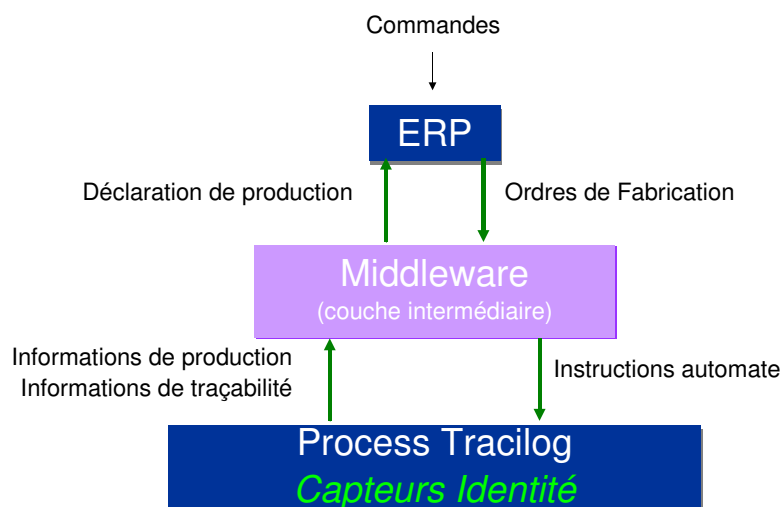 Commandes
ERP
Déclaration de production
Ordres de Fabrication
Middleware
(couche intermédiaire)
Informations de production
Informations de traçabilité
Instructions automate
Process Tracilog
Capteurs Identité